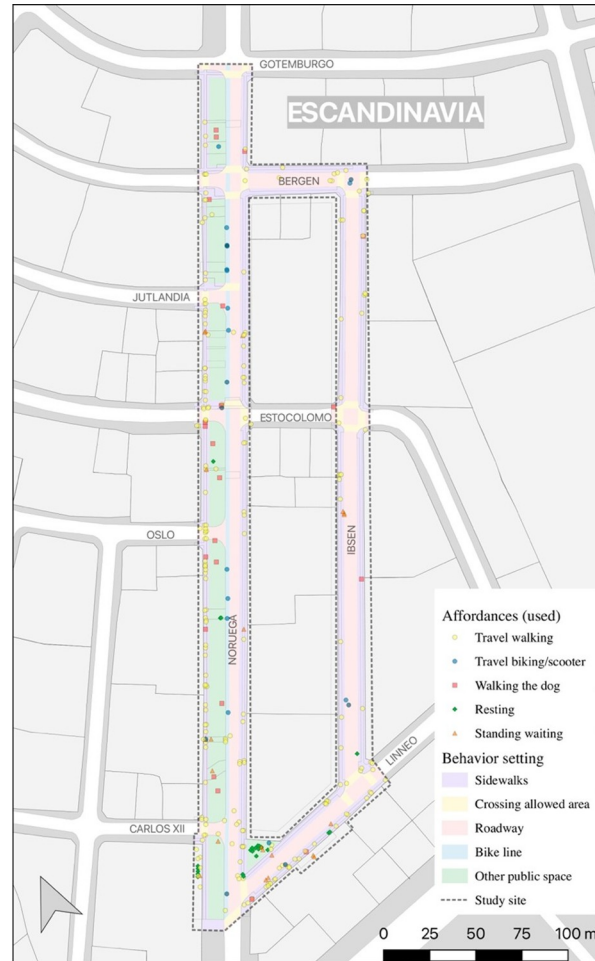 GOTEMBURGO
ESCANDINAVIA
BERGEN
JUTLANDIA
ESTOCOLOMO
OSLO
IBSEN
NORUEGA
LINNEO
CARLOS XII
Affordances (used)
Travel walking
Travel biking/scooter
Walking the dog
Resting
Standing waiting
Behavior setting
Sidewalks
Crossing allowed area
Roadway
Bike line
Other public space
Study site
0 25 50 75 100 m